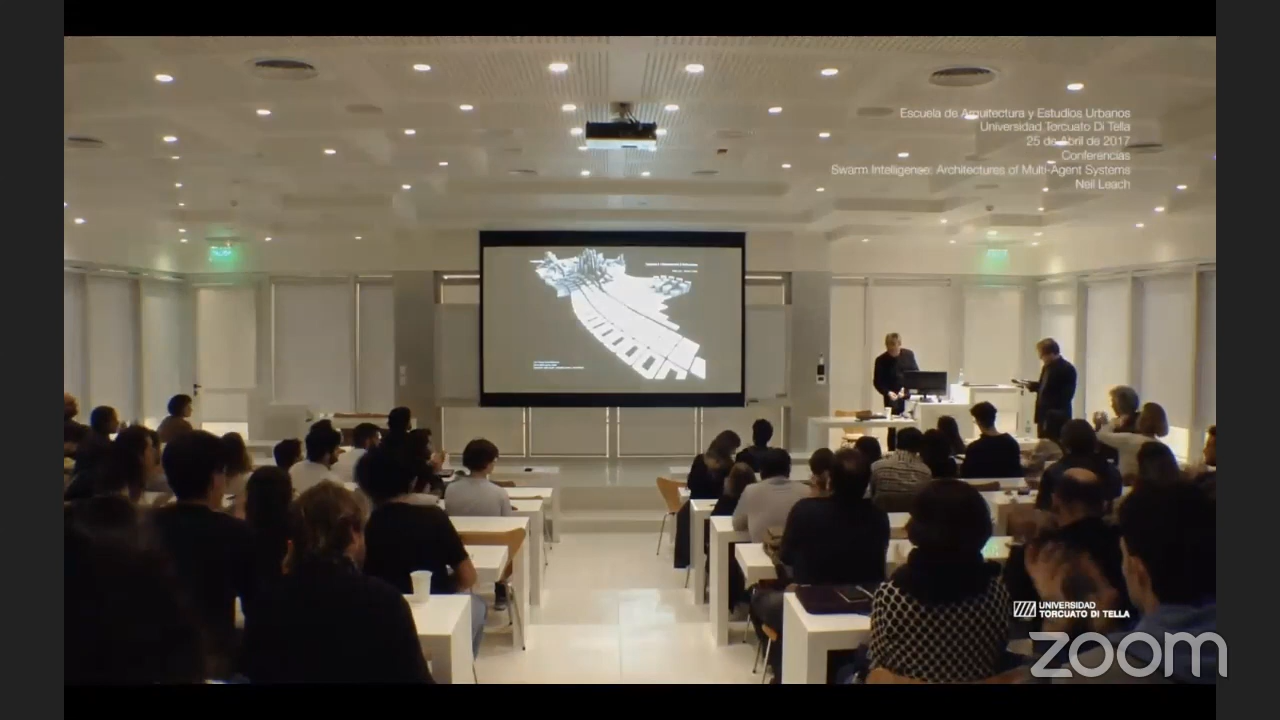 Escuela de Arquitectura y Estudios Urbanos
Universidad Torcuato Di Tella
25 de Abril de 2017
Conferencias
Swarm Intelligense: Architectures of Multi-Agent Systems
Neil Leach
UNIVERSIDAD
TORCUATO DI TELLA
zoom